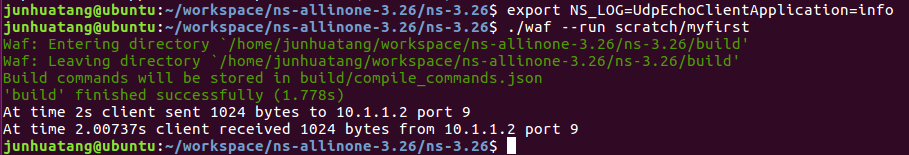 junhuatang@ubuntu:~/workspace/ns-allinone-3.26/ns-3.26$ export NS_LOG=UdpEchoClientApplication=info
junhuatang@ubuntu:~/workspace/ns-allinone-3.26/ns-3.26$ ./waf --run scratch/myfirst
Waf: Entering directory `/home/junhuatang/workspace/ns-allinone-3.26/ns-3.26/build'
Waf: Leaving directory `/home/junhuatang/workspace/ns-allinone-3.26/ns-3.26/build'
Build commands will be stored in build/compile_commands.json
'build' finished successfully (1.778s)
At time 2s client sent 1024 bytes to 10.1.1.2 port 9
At time 2.00737s client received 1024 bytes from 10.1.1.2 port 9
junhuatang@ubuntu:~/workspace/ns-allinone-3.26/ns-3.26$